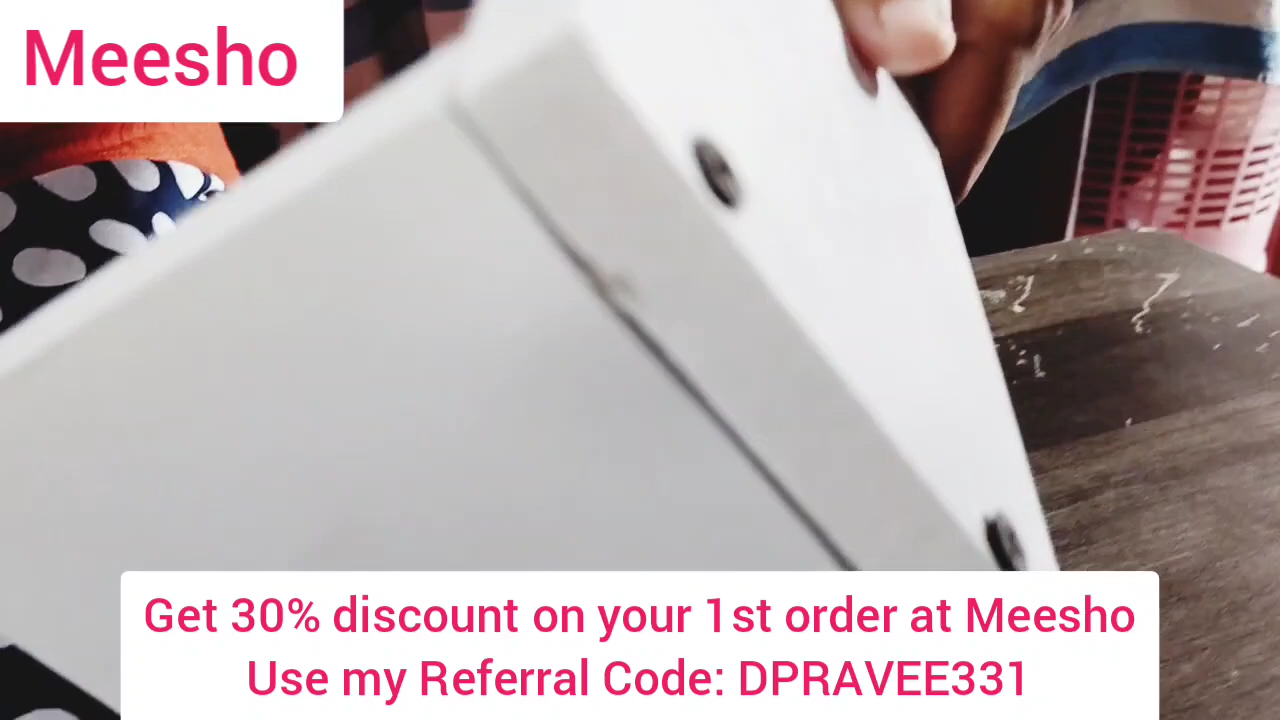 Meesho
Get 30% discount on your 1st order at Meesho
Use my Referral Code: DPRAVEE331